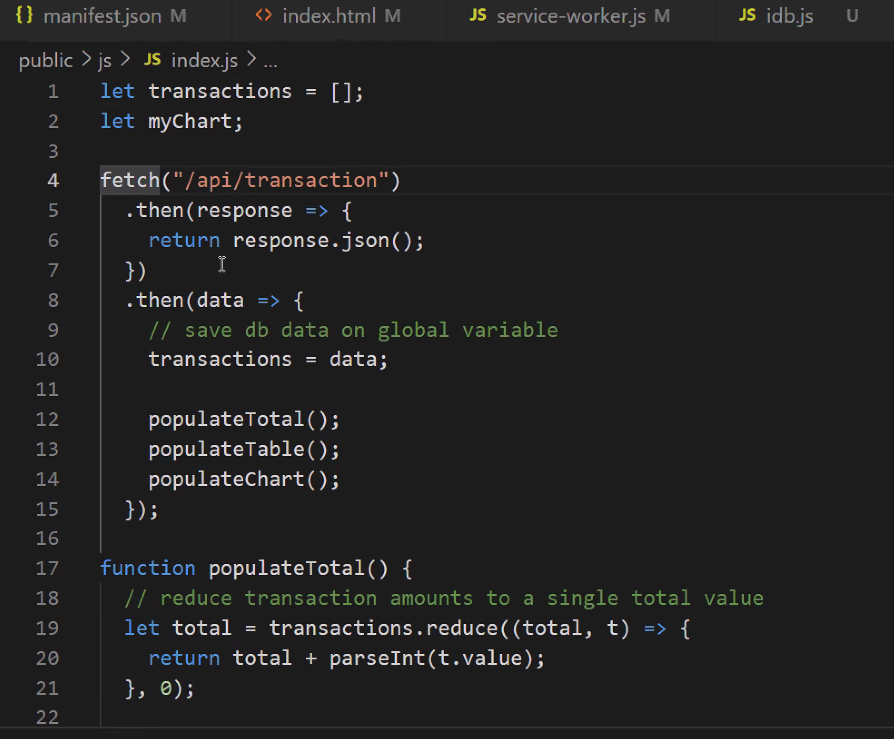 {} manifest.json M <> index.html M JS service-worker.js M JS idb.js U
public > js > JS index.js > ...
1 let transactions = [];
2 let myChart;
3
4 fetch("/api/transaction")
5 .then(response => {
6 return response.json();
7 })
8 .then(data => {
9 // save db data on global variable
10 transactions = data;
11
12 populateTotal();
13 populateTable();
14 populateChart();
15 });
16
17 function populateTotal() {
18 // reduce transaction amounts to a single total value
19 let total = transactions.reduce((total, t) => {
20 return total + parseInt(t.value);
21 }, 0);
22